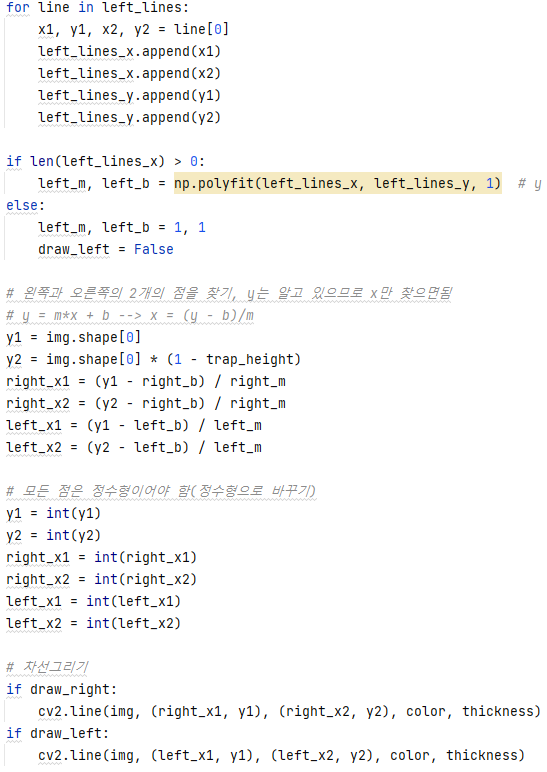 for line in left_lines:
    x1, y1, x2, y2 = line[0]
    left_lines_x.append(x1)
    left_lines_x.append(x2)
    left_lines_y.append(y1)
    left_lines_y.append(y2)

if len(left_lines_x) > 0:
    left_m, left_b = np.polyfit(left_lines_x, left_lines_y, 1)  # y
else:
    left_m, left_b = 1, 1
    draw_left = False

# 왼쪽과 오른쪽의 2개의 점을 찾기, y는 알고 있으므로 x만 찾으면됨
# y = m*x + b --> x = (y - b)/m
y1 = img.shape[0]
y2 = img.shape[0] * (1 - trap_height)
right_x1 = (y1 - right_b) / right_m
right_x2 = (y2 - right_b) / right_m
left_x1 = (y1 - left_b) / left_m
left_x2 = (y2 - left_b) / left_m

# 모든 점은 정수형이어야 함(정수형으로 바꾸기)
y1 = int(y1)
y2 = int(y2)
right_x1 = int(right_x1)
right_x2 = int(right_x2)
left_x1 = int(left_x1)
left_x2 = int(left_x2)

# 차선그리기
if draw_right:
    cv2.line(img, (right_x1, y1), (right_x2, y2), color, thickness)
if draw_left:
    cv2.line(img, (left_x1, y1), (left_x2, y2), color, thickness)